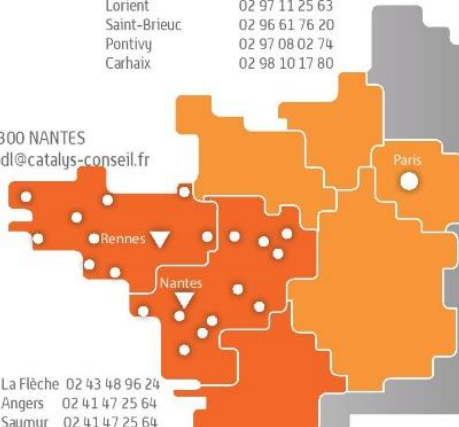 Lorient 02 97 11 25 63
Saint-Brieuc 02 96 61 76 20
Pontivy 02 97 08 02 74
Carhaix 02 98 10 17 80
300 NANTES
dl@catalys-conseil.fr
Paris
Rennes
Nantes
La Flèche 02 43 48 96 24
Angers 02 41 47 25 64
Saumur 02 41 47 25 64